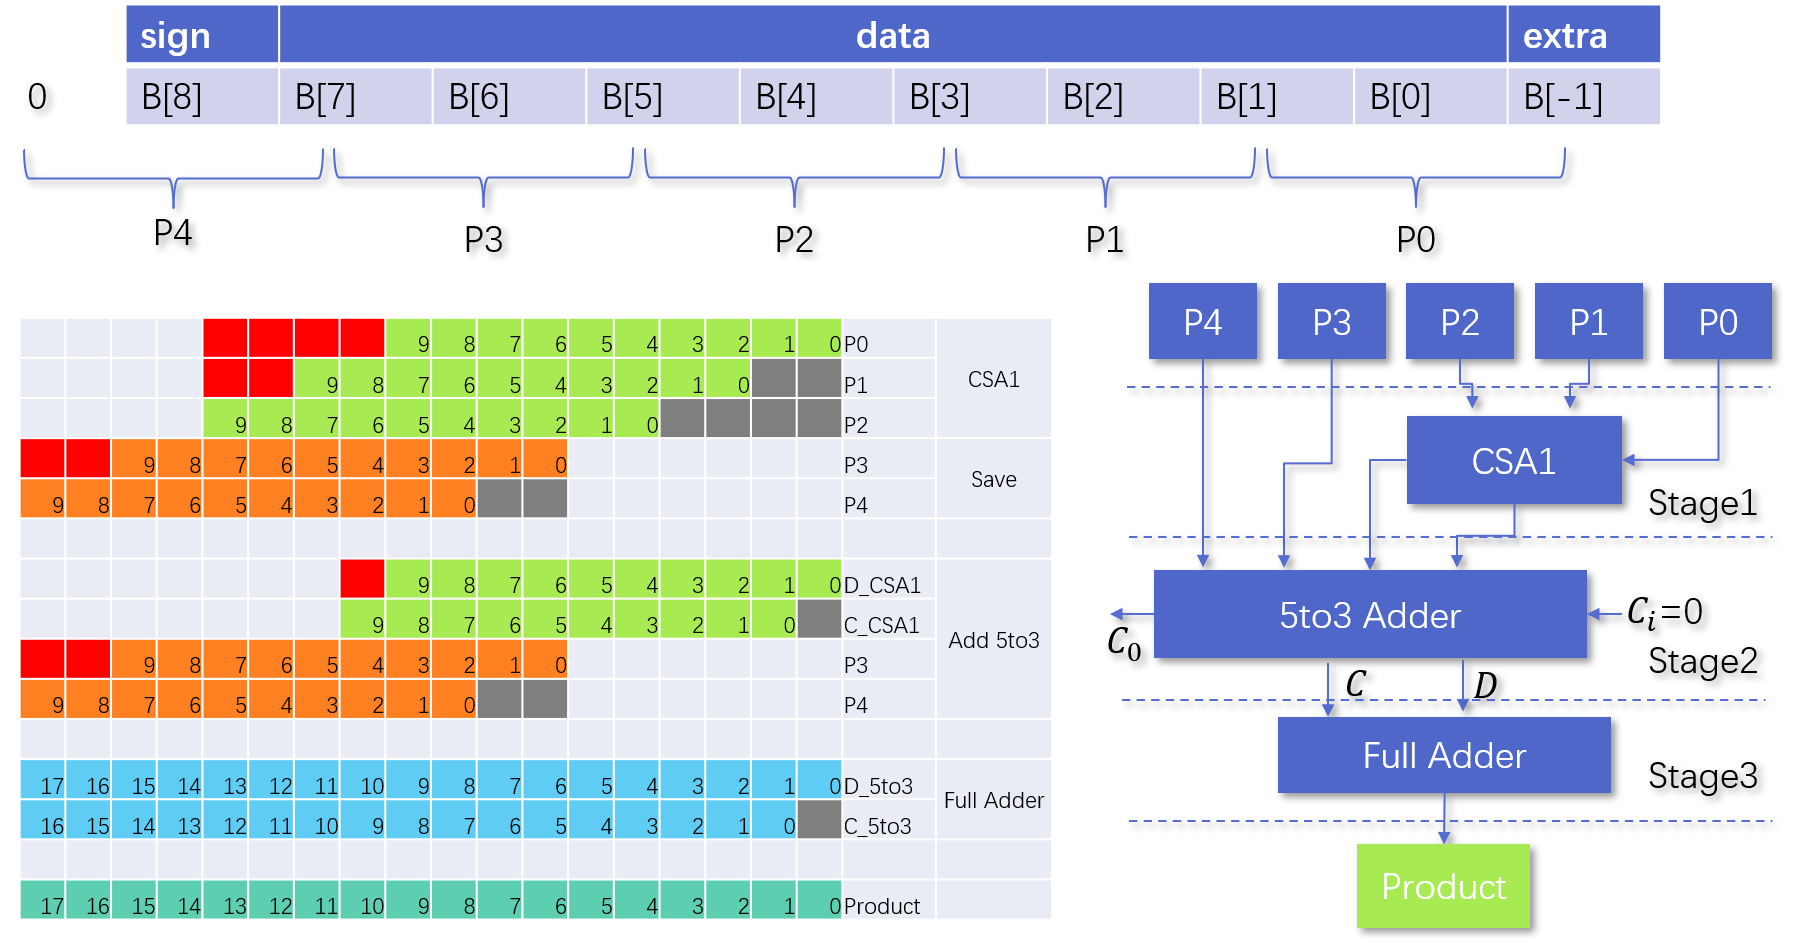 sign data extra
0 B[8] B[7] B[6] B[5] B[4] B[3] B[2] B[1] B[0] B[-1]
P4 P3 P2 P1 P0
9 8 7 6 5 4 3 2 1 0 P0
9 8 7 6 5 4 3 2 1 0 P1
CSA1
9 8 7 6 5 4 3 2 1 0 P2
9 8 7 6 5 4 3 2 1 0 P3
Save
9 8 7 6 5 4 3 2 1 0 P4
9 8 7 6 5 4 3 2 1 0 D_CSA1
9 8 7 6 5 4 3 2 1 0 C_CSA1
Add 5to3
9 8 7 6 5 4 3 2 1 0 P3
9 8 7 6 5 4 3 2 1 0 P4
17 16 15 14 13 12 11 10 9 8 7 6 5 4 3 2 1 0 D_5to3
Full Adder
16 15 14 13 12 11 10 9 8 7 6 5 4 3 2 1 0 C_5to3
17 16 15 14 13 12 11 10 9 8 7 6 5 4 3 2 1 0 Product
P4 P3 P2 P1 P0
CSA1
Stage1
5to3 Adder
C_i=0
C_0
Stage2
C D
Full Adder
Stage3
Product